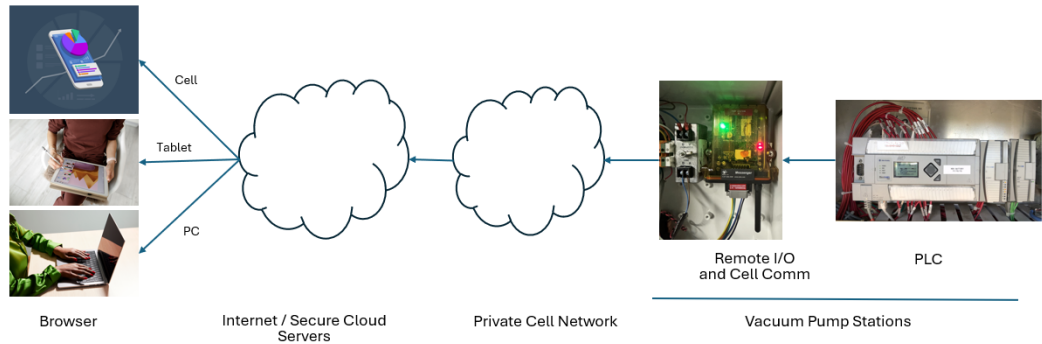 Cell
Tablet
PC
Remote I/O
and Cell Comm
PLC
Browser
Internet / Secure Cloud
Servers
Private Cell Network
Vacuum Pump Stations